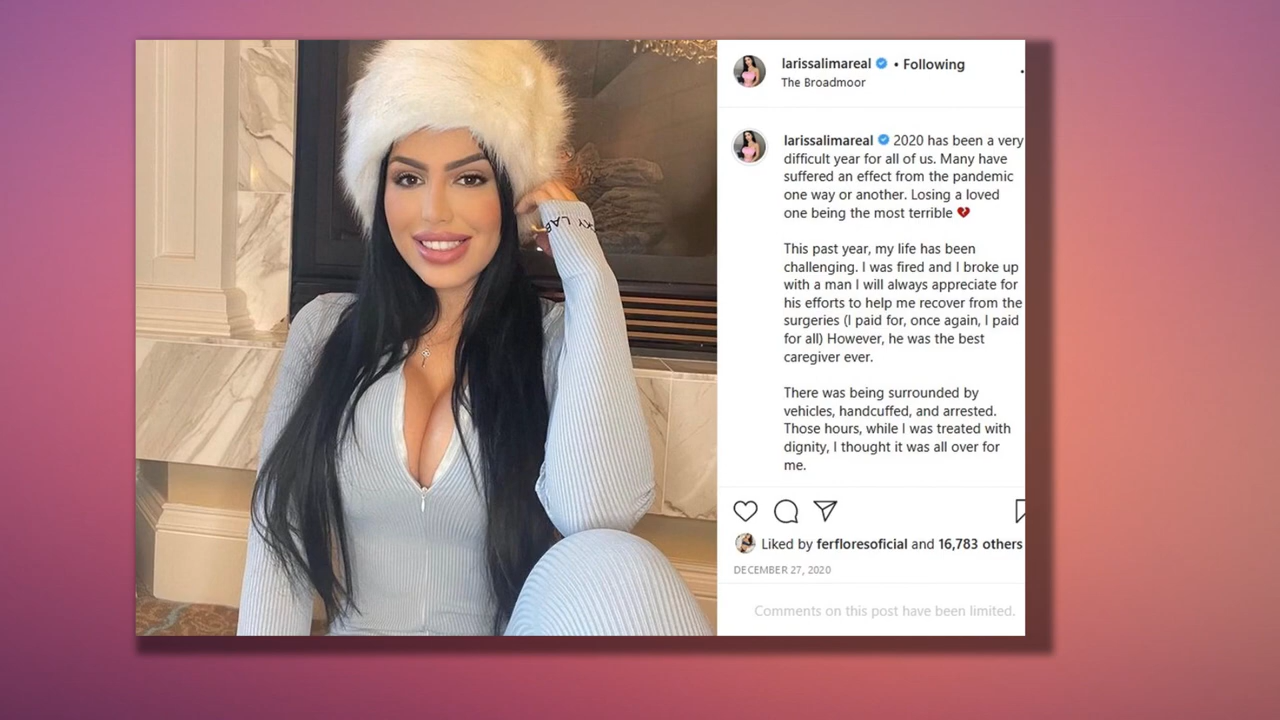 larissalimareal • Following
The Broadmoor
larissalimareal 2020 has been a very
difficult year for all of us. Many have
suffered an effect from the pandemic
one way or another. Losing a loved
one being the most terrible 💔
This past year, my life has been
challenging. I was fired and I broke up
with a man I will always appreciate for
his efforts to help me recover from the
surgeries (I paid for, once again, I paid
for all) However, he was the best
caregiver ever.
There was being surrounded by
vehicles, handcuffed, and arrested.
Those hours, while I was treated with
dignity, I thought it was all over for
me.
Liked by ferfloresoficial and 16,783 others
DECEMBER 27, 2020
Comments on this post have been limited.